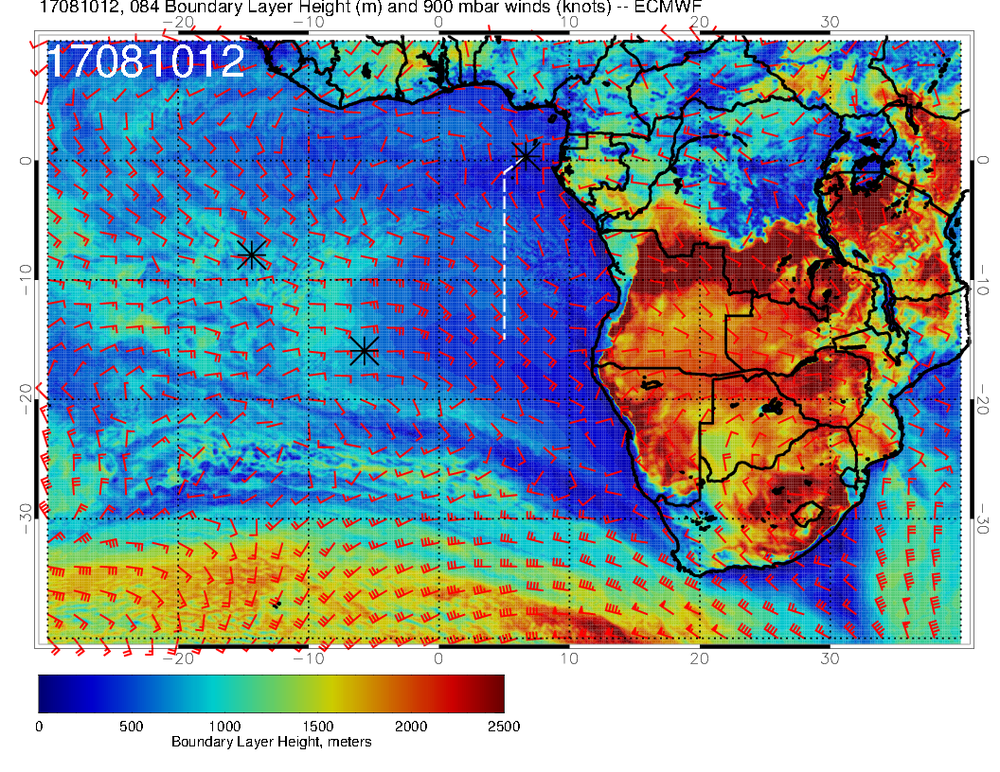 17081012, 084 Boundary Layer Height (m) and 900 mbar winds (knots) -- ECMWF
−20 −10 0 10 20 30
17081012
0 0
−10 −10
−20 −20
−30 −30
−20 −10 0 10 20 30
0 500 1000 1500 2000 2500
Boundary Layer Height, meters